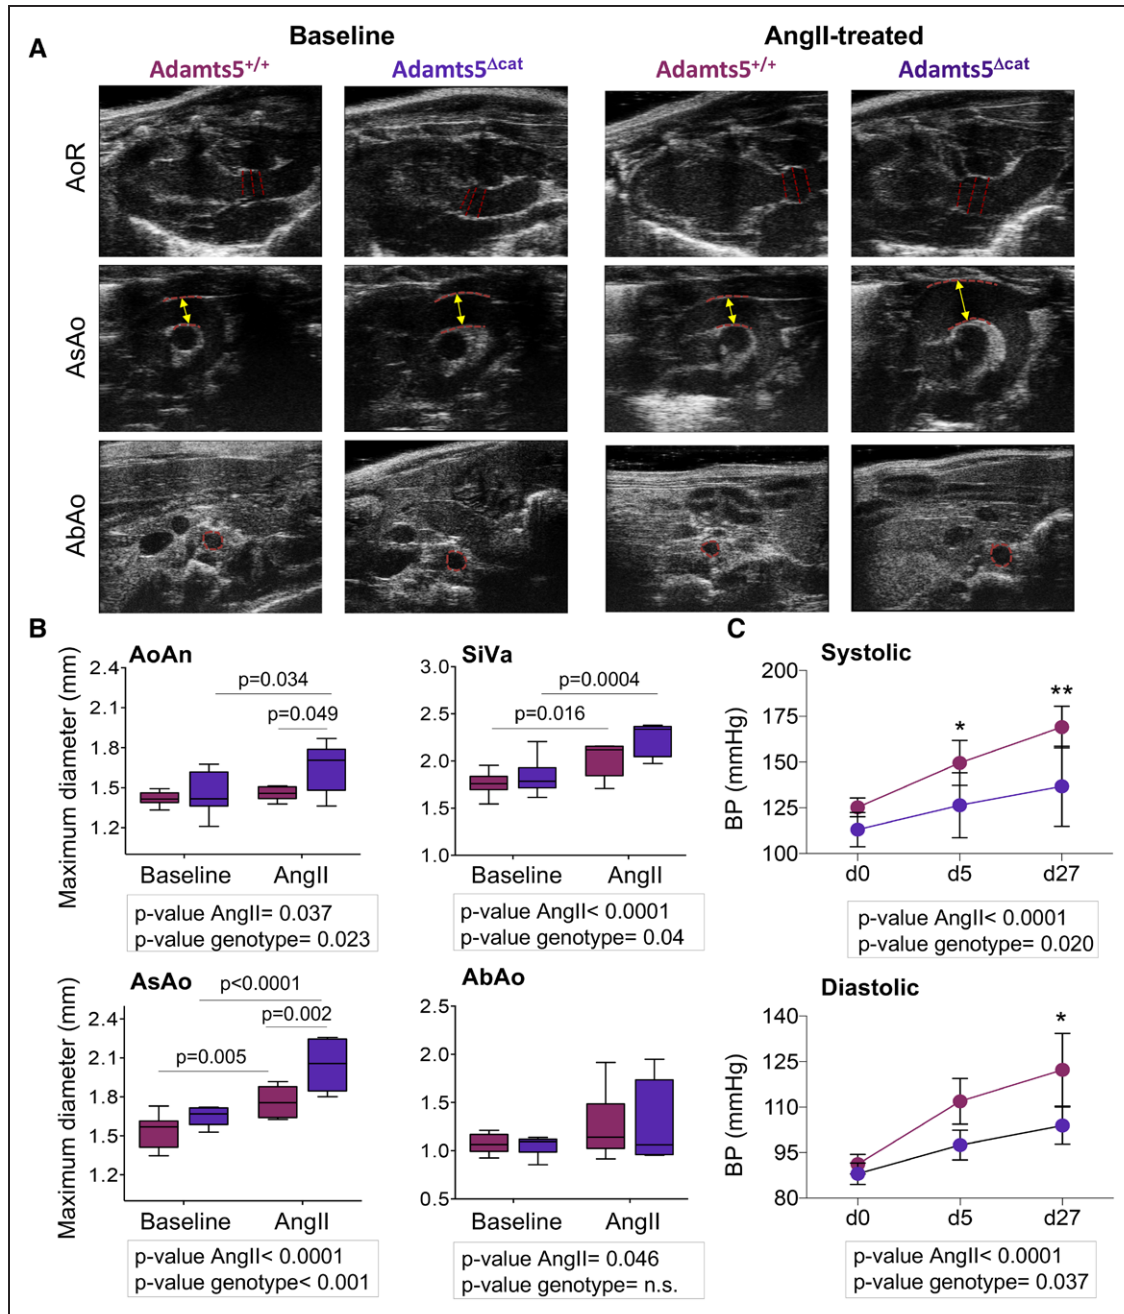 A
Baseline
AngII-treated
Adamts5+/+
Adamts5Δcat
Adamts5+/+
Adamts5Δcat
AoR
AsAo
AbAo
B
AoAn
Maximum diameter (mm)
2.4
2.1
1.8
1.5
1.2
p=0.034
p=0.049
Baseline
AngII
p-value AngII= 0.037
p-value genotype= 0.023
SiVa
3.0
2.5
2.0
1.5
1.0
p=0.0004
p=0.016
Baseline
AngII
p-value AngII< 0.0001
p-value genotype= 0.04
C
Systolic
BP (mmHg)
200
175
150
125
100
*
**
d0
d5
d27
p-value AngII< 0.0001
p-value genotype= 0.020
AsAo
Maximum diameter (mm)
2.4
2.1
1.8
1.5
1.2
p<0.0001
p=0.002
p=0.005
Baseline
AngII
p-value AngII< 0.0001
p-value genotype< 0.001
AbAo
2.5
2.0
1.5
1.0
0.5
Baseline
AngII
p-value AngII= 0.046
p-value genotype= n.s.
Diastolic
BP (mmHg)
140
125
110
95
80
*
d0
d5
d27
p-value AngII< 0.0001
p-value genotype= 0.037